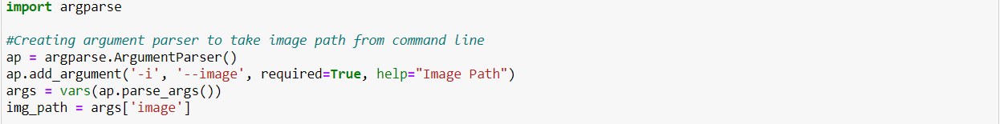 import argparse
#Creating argument parser to take image path from command line
ap = argparse.ArgumentParser()
ap.add_argument('-i', '--image', required=True, help="Image Path")
args = vars(ap.parse_args())
img_path = args['image']